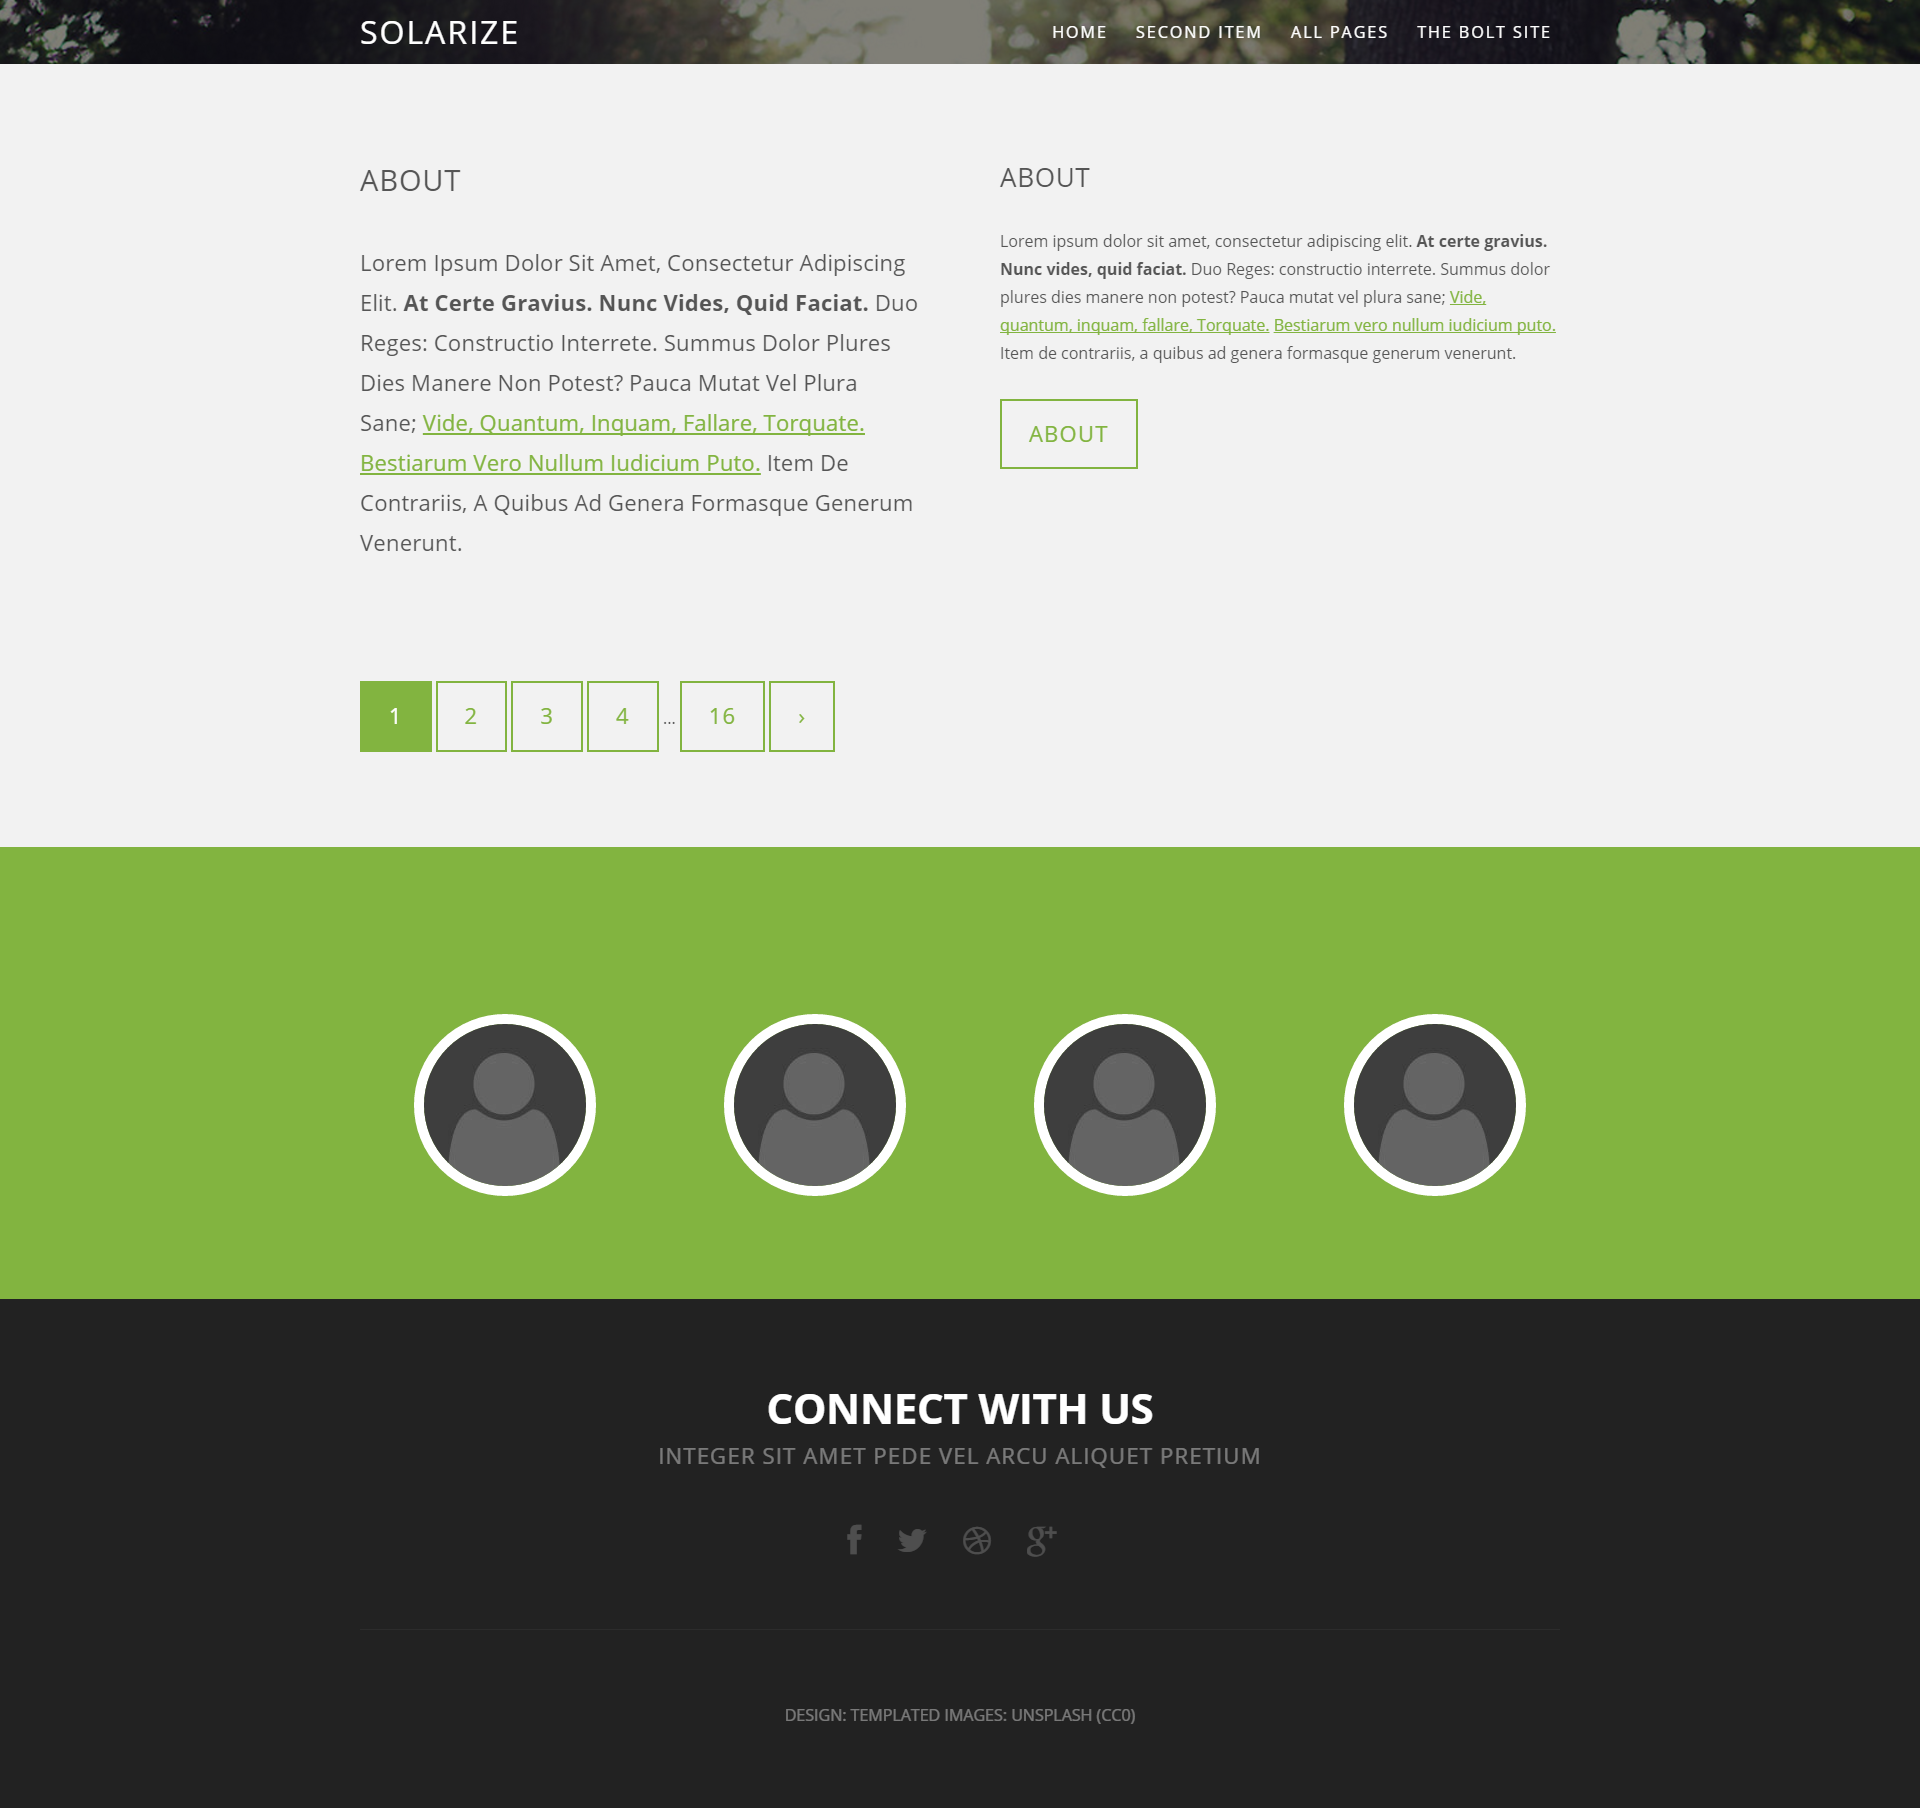 SOLARIZE
HOME SECOND ITEM ALL PAGES THE BOLT SITE
ABOUT
Lorem Ipsum Dolor Sit Amet, Consectetur Adipiscing
Elit. At Certe Gravius. Nunc Vides, Quid Faciat. Duo
Reges: Constructio Interrete. Summus Dolor Plures
Dies Manere Non Potest? Pauca Mutat Vel Plura
Sane; Vide, Quantum, Inquam, Fallare, Torquate.
Bestiarum Vero Nullum Iudicium Puto. Item De
Contrariis, A Quibus Ad Genera Formasque Generum
Venerunt.
ABOUT
Lorem ipsum dolor sit amet, consectetur adipiscing elit. At certe gravius.
Nunc vides, quid faciat. Duo Reges: constructio interrete. Summus dolor
plures dies manere non potest? Pauca mutat vel plura sane; Vide,
quantum, inquam, fallare, Torquate. Bestiarum vero nullum iudicium puto.
Item de contrariis, a quibus ad genera formasque generum venerunt.
ABOUT
1 2 3 4 ... 16 ›
CONNECT WITH US
INTEGER SIT AMET PEDE VEL ARCU ALIQUET PRETIUM
DESIGN: TEMPLATED IMAGES: UNSPLASH (CC0)